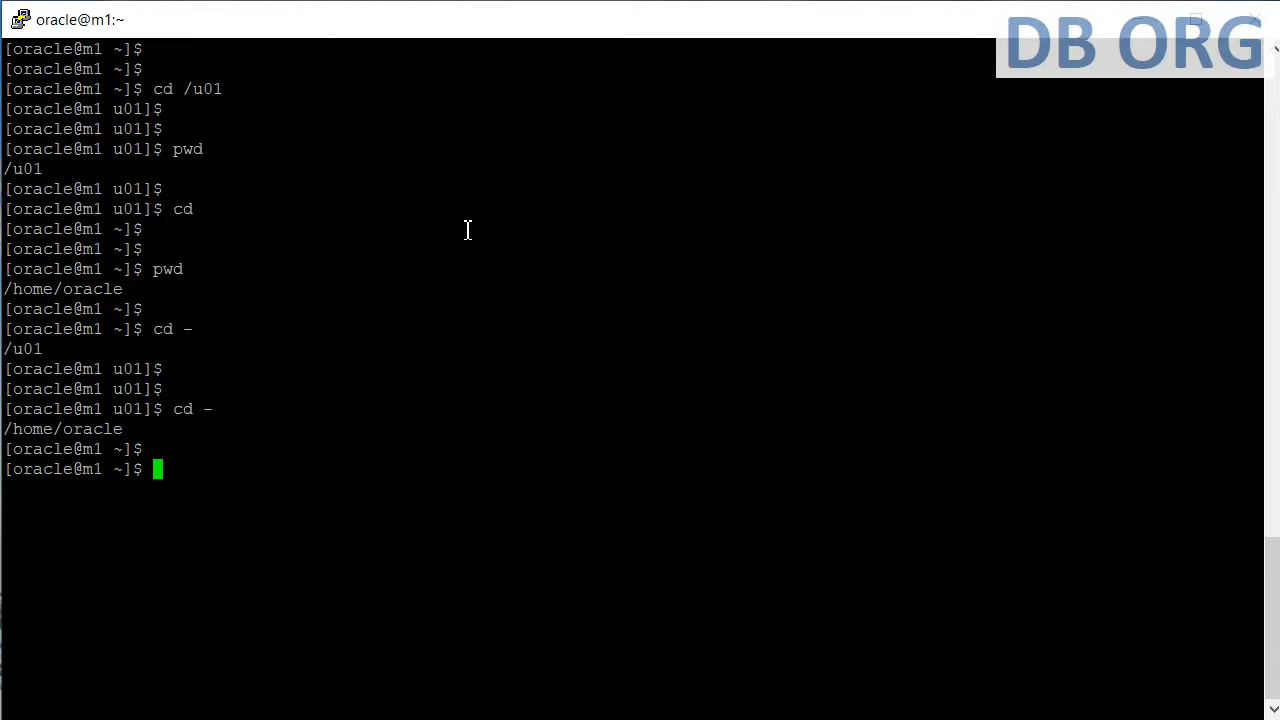 oracle@m1:~
DB ORG
[oracle@m1 ~]$
[oracle@m1 ~]$
[oracle@m1 ~]$ cd /u01
[oracle@m1 u01]$
[oracle@m1 u01]$
[oracle@m1 u01]$ pwd
/u01
[oracle@m1 u01]$
[oracle@m1 u01]$ cd
[oracle@m1 ~]$
[oracle@m1 ~]$
[oracle@m1 ~]$ pwd
/home/oracle
[oracle@m1 ~]$
[oracle@m1 ~]$ cd -
/u01
[oracle@m1 u01]$
[oracle@m1 u01]$
[oracle@m1 u01]$ cd -
/home/oracle
[oracle@m1 ~]$
[oracle@m1 ~]$